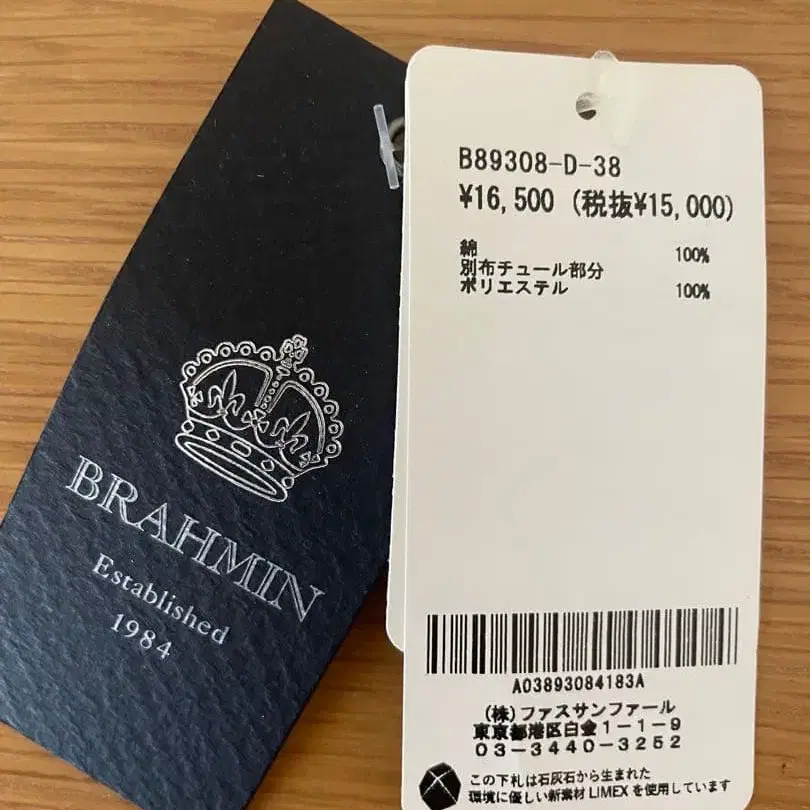 BRAHMIN
Established
1984
B89308-D-38
¥16,500 (税抜¥15,000)
綿 100%
別布チュール部分
ポリエステル 100%
A03893084183A
(株)ファスサンファール
東京都港区白金1-1-9
03-3440-3252
この下札は石灰石から生まれた
環境に優しい新素材 LIMEX を使用しています